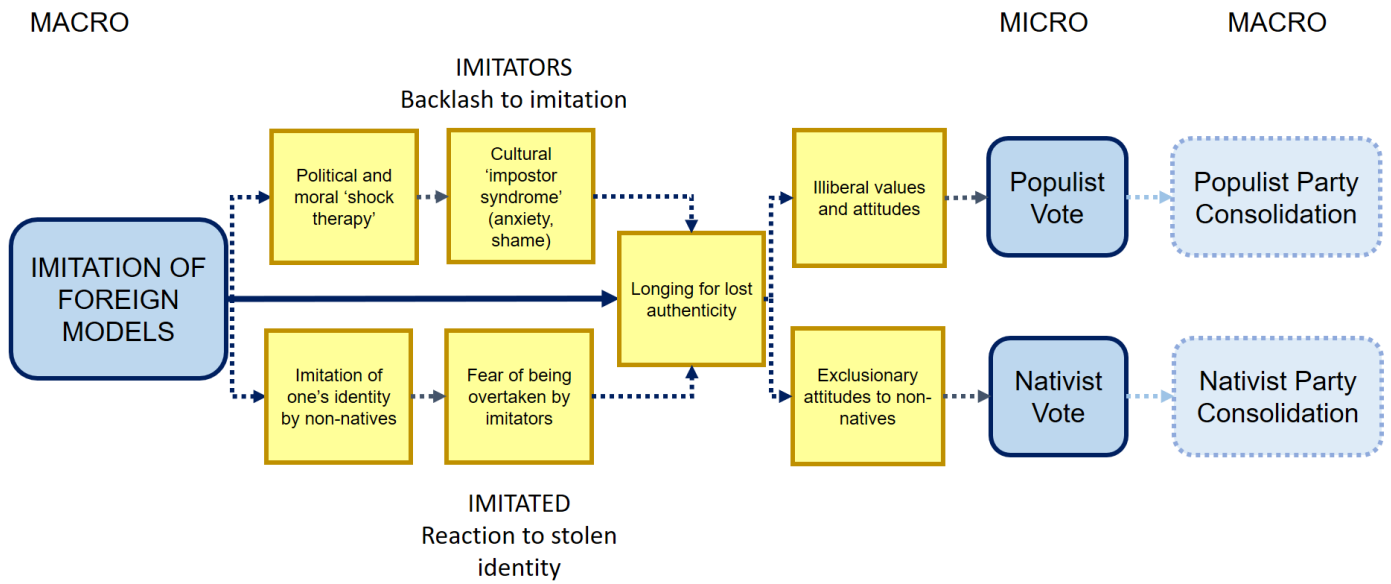 MACRO
MICRO
MACRO
IMITATORS
Backlash to imitation
Political and
moral ‘shock
therapy’
Cultural
‘impostor
syndrome’
(anxiety,
shame)
Illiberal values
and attitudes
Populist
Vote
Populist Party
Consolidation
IMITATION OF
FOREIGN
MODELS
Longing for lost
authenticity
Imitation of
one’s identity
by non-natives
Fear of being
overtaken by
imitators
Exclusionary
attitudes to non-
natives
Nativist
Vote
Nativist Party
Consolidation
IMITATED
Reaction to stolen
identity